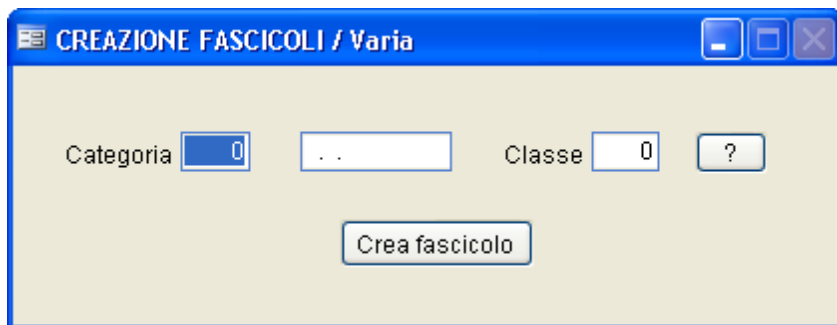 CREAZIONE FASCICOLI / Varia
Categoria 0 . . Classe 0 ?
Crea fascicolo